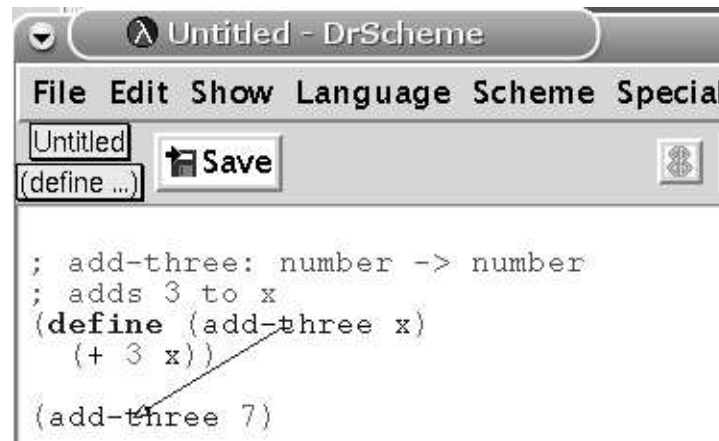 Untitled - DrScheme
File Edit Show Language Scheme
Untitled
(define ...)
Save
; add-three: number -> number
; adds 3 to x
(define (add-three x)
  (+ 3 x))
(add-three 7)